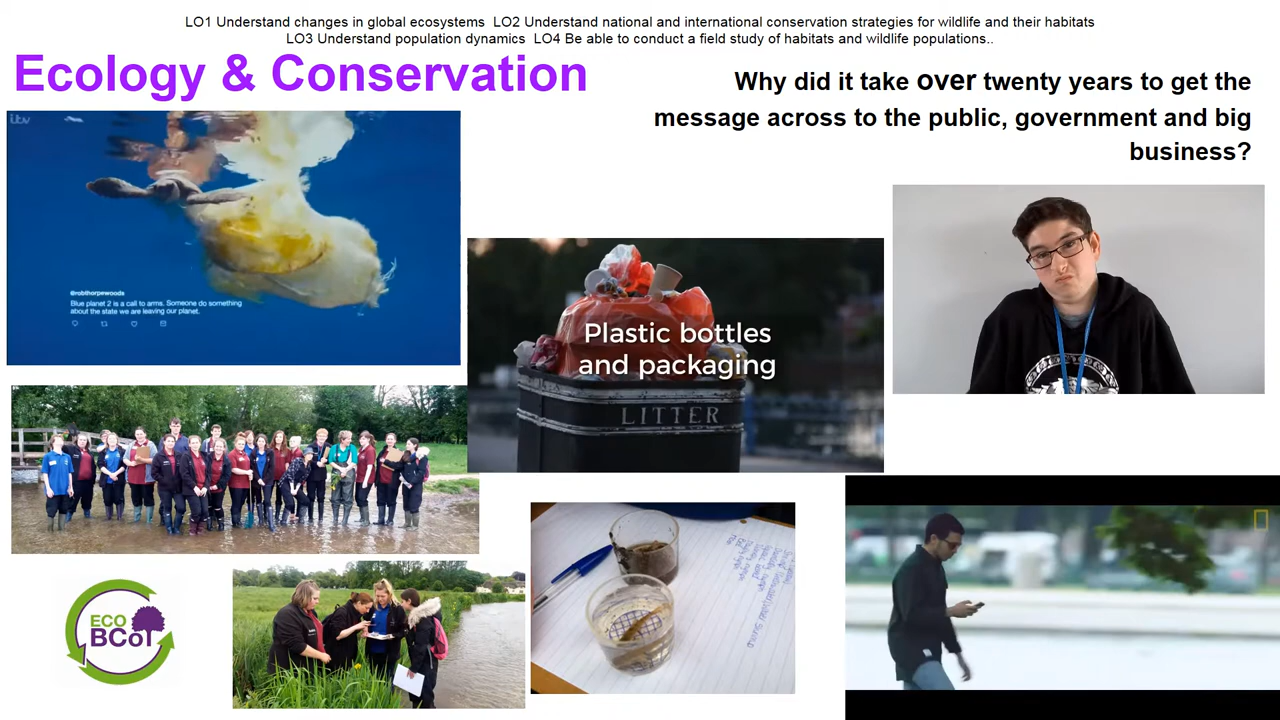 LO1 Understand changes in global ecosystems  LO2 Understand national and international conservation strategies for wildlife and their habitats
LO3 Understand population dynamics  LO4 Be able to conduct a field study of habitats and wildlife populations..
Ecology & Conservation
Why did it take over twenty years to get the
message across to the public, government and big
business?
itv
@robthorpewoods
Blue planet 2 is a call to arms. Someone do something
about the state we are leaving our planet.
Plastic bottles
and packaging
LITTER
ECO
BCoT